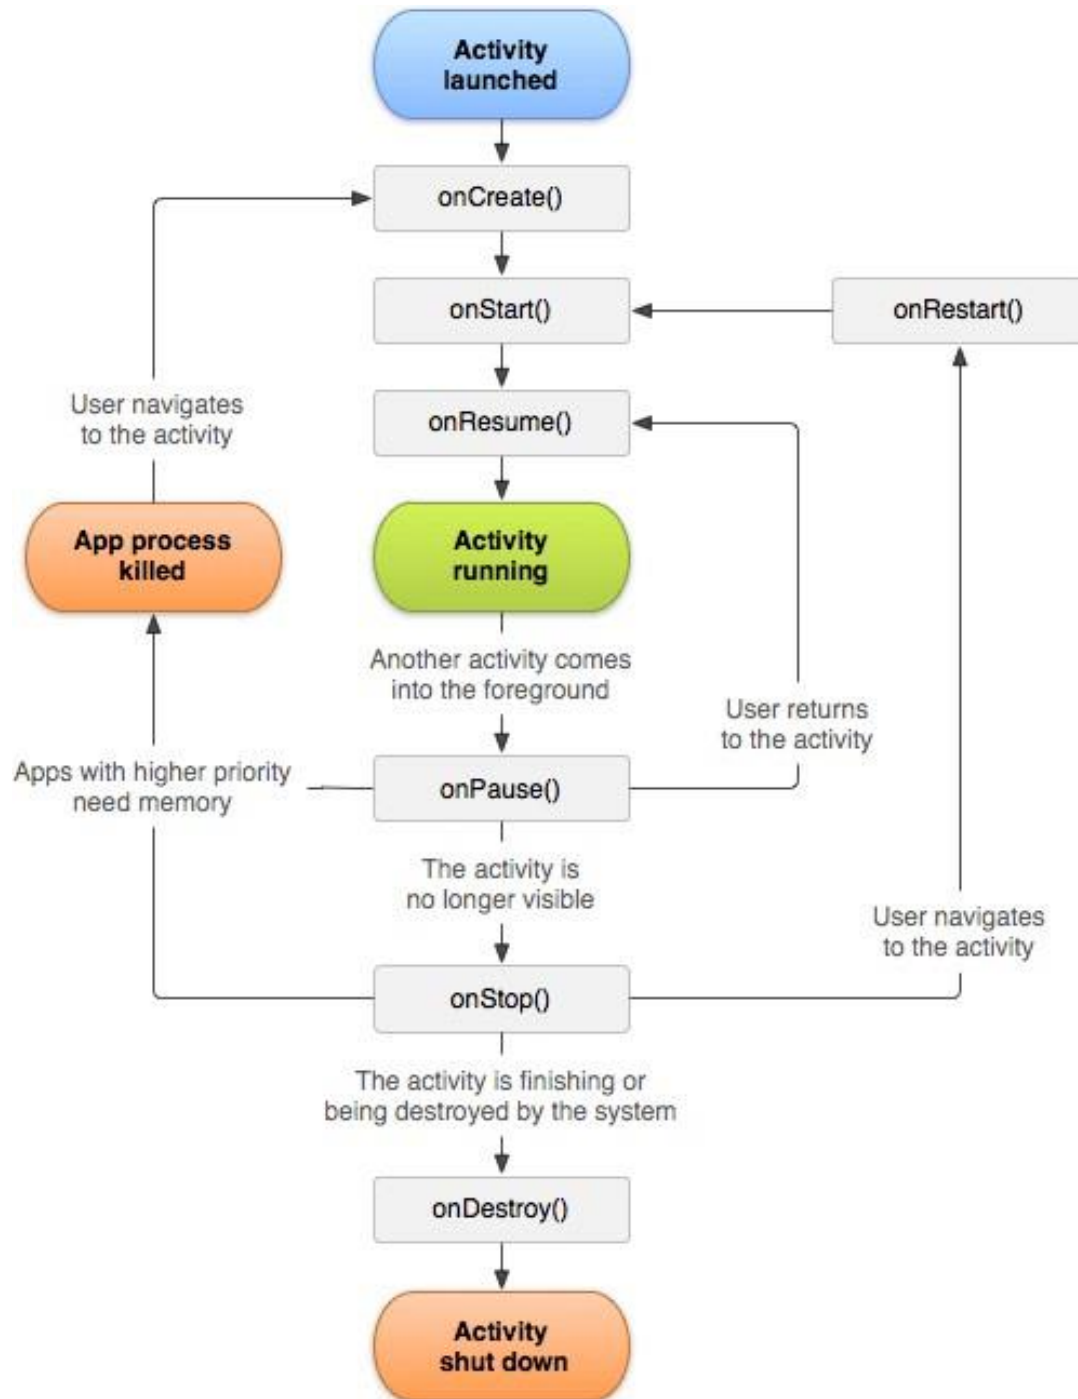 Activity
launched
onCreate()
onStart()
onRestart()
User navigates
to the activity
onResume()
App process
killed
Activity
running
Another activity comes
into the foreground
User returns
to the activity
Apps with higher priority
need memory
onPause()
The activity is
no longer visible
User navigates
to the activity
onStop()
The activity is finishing or
being destroyed by the system
onDestroy()
Activity
shut down